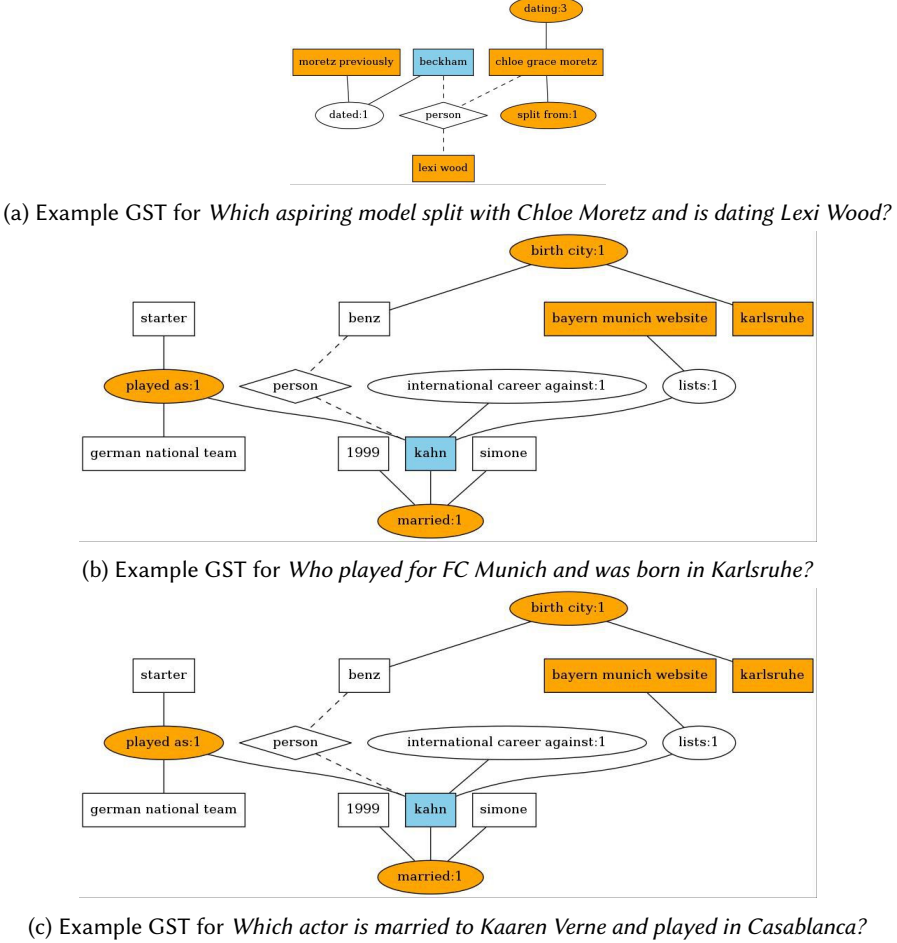 dating:3
moretz previously
beckham
chloe grace moretz
dated:1
person
split from:1
lexi wood
(a) Example GST for Which aspiring model split with Chloe Moretz and is dating Lexi Wood?
birth city:1
starter
benz
bayern munich website
karlsruhe
played as:1
person
international career against:1
lists:1
german national team
1999
kahn
simone
married:1
(b) Example GST for Who played for FC Munich and was born in Karlsruhe?
birth city:1
starter
benz
bayern munich website
karlsruhe
played as:1
person
international career against:1
lists:1
german national team
1999
kahn
simone
married:1
(c) Example GST for Which actor is married to Kaaren Verne and played in Casablanca?